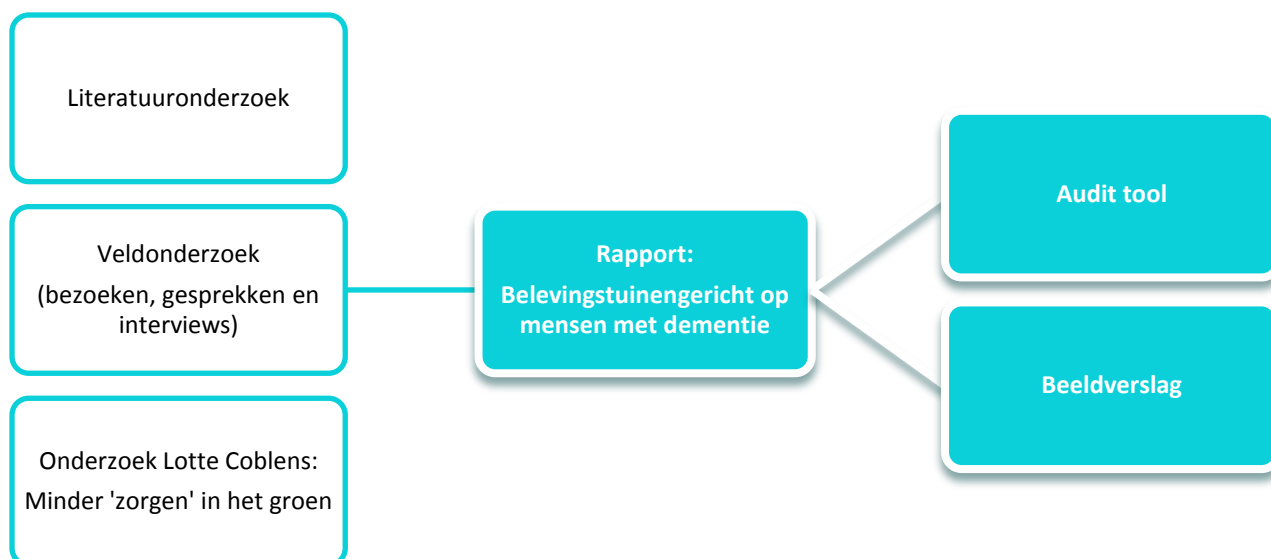 Literatuuronderzoek
Veldonderzoek
(bezoeken, gesprekken en
interviews)
Onderzoek Lotte Coblens:
Minder 'zorgen' in het groen
Rapport:
Belevingstuinengericht op
mensen met dementie
Audit tool
Beeldverslag